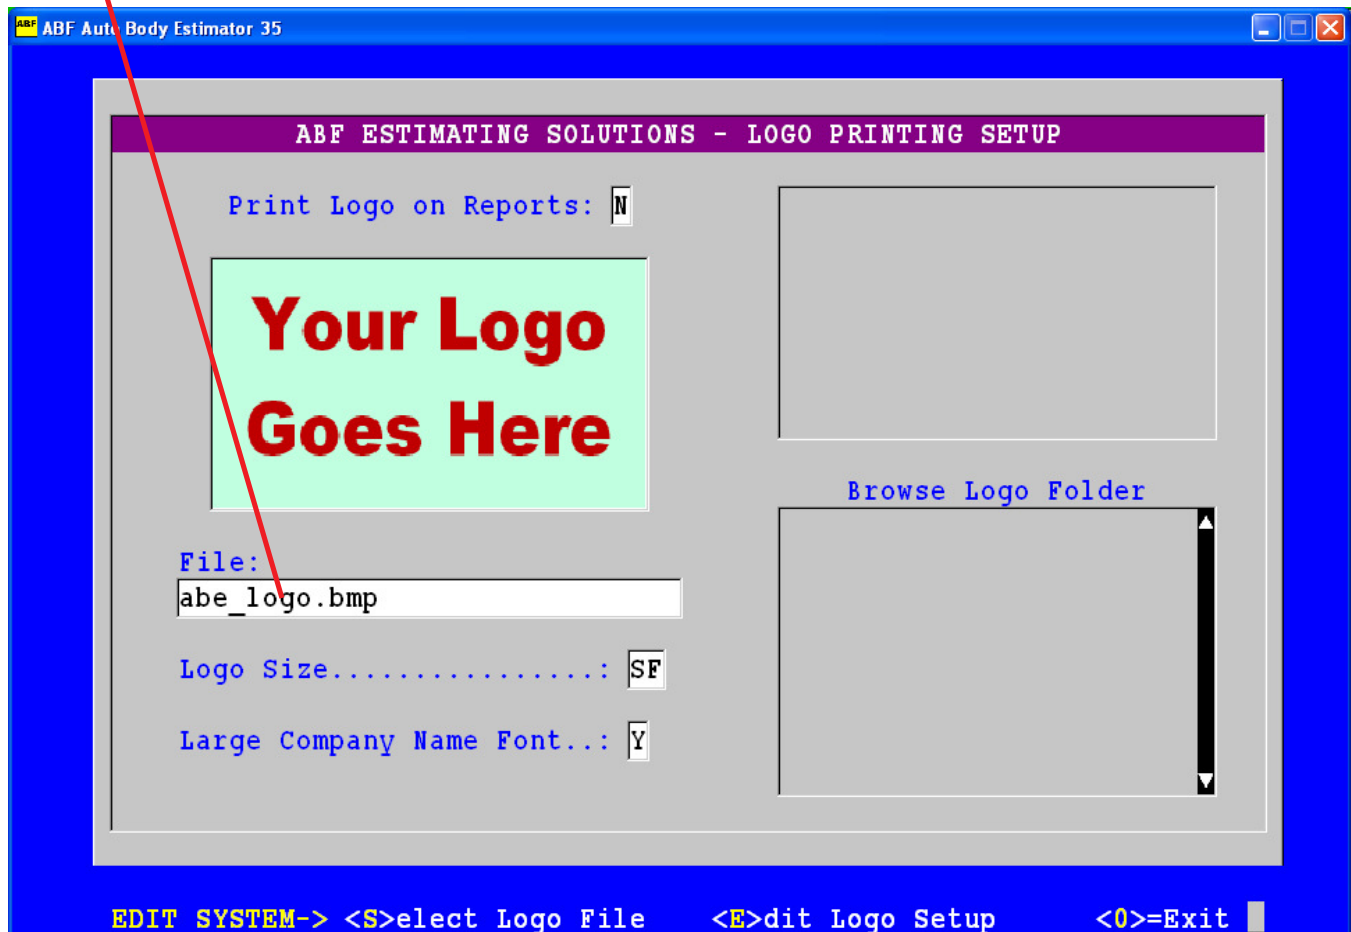 ABF ABF Auto Body Estimator 35
ABF ESTIMATING SOLUTIONS - LOGO PRINTING SETUP
Print Logo on Reports: N
Your Logo
Goes Here
File:
abe_logo.bmp
Logo Size................: SF
Large Company Name Font..: Y
Browse Logo Folder
EDIT SYSTEM-> <S>elect Logo File <E>dit Logo Setup <0>=Exit